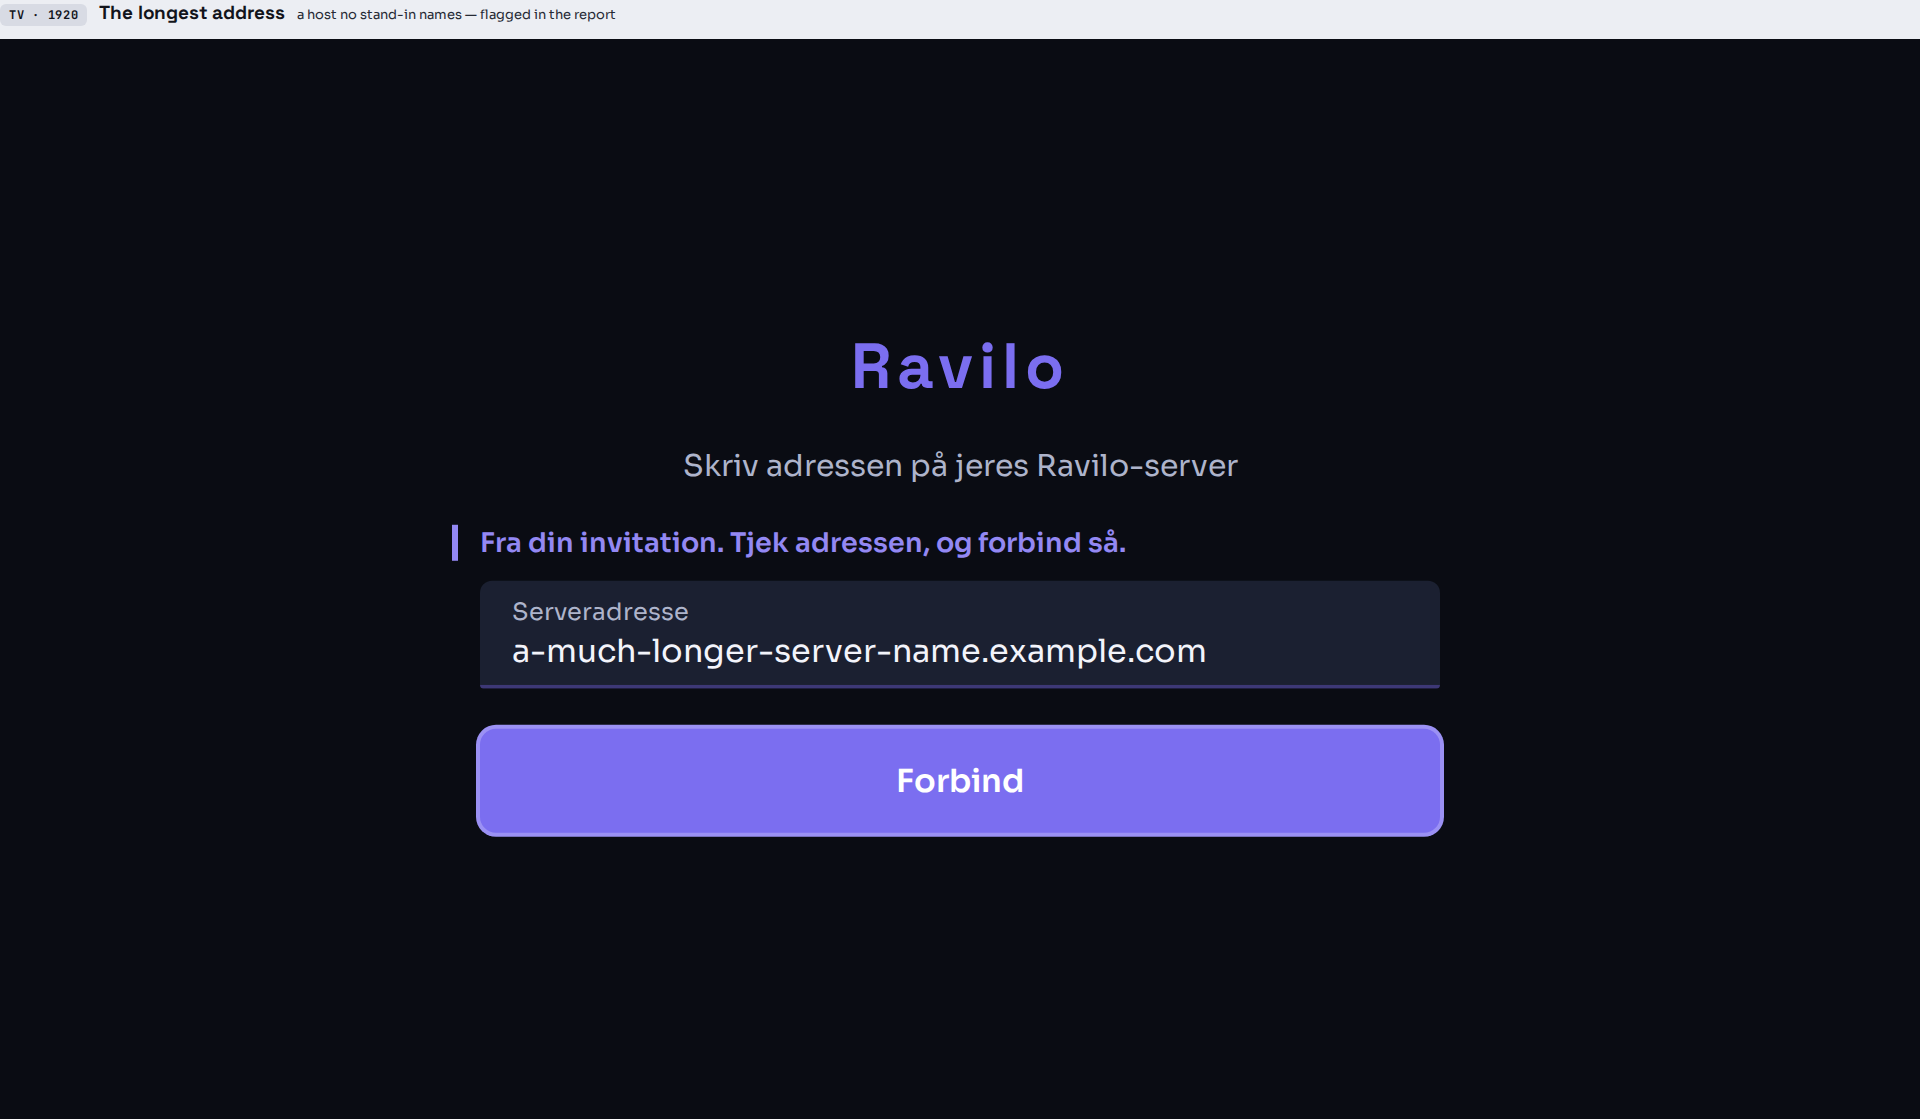 TV · 1920 The longest address a host no stand-in names — flagged in the report
Ravilo
Skriv adressen på jeres Ravilo-server
Fra din invitation. Tjek adressen, og forbind så.
Serveradresse
a-much-longer-server-name.example.com
Forbind